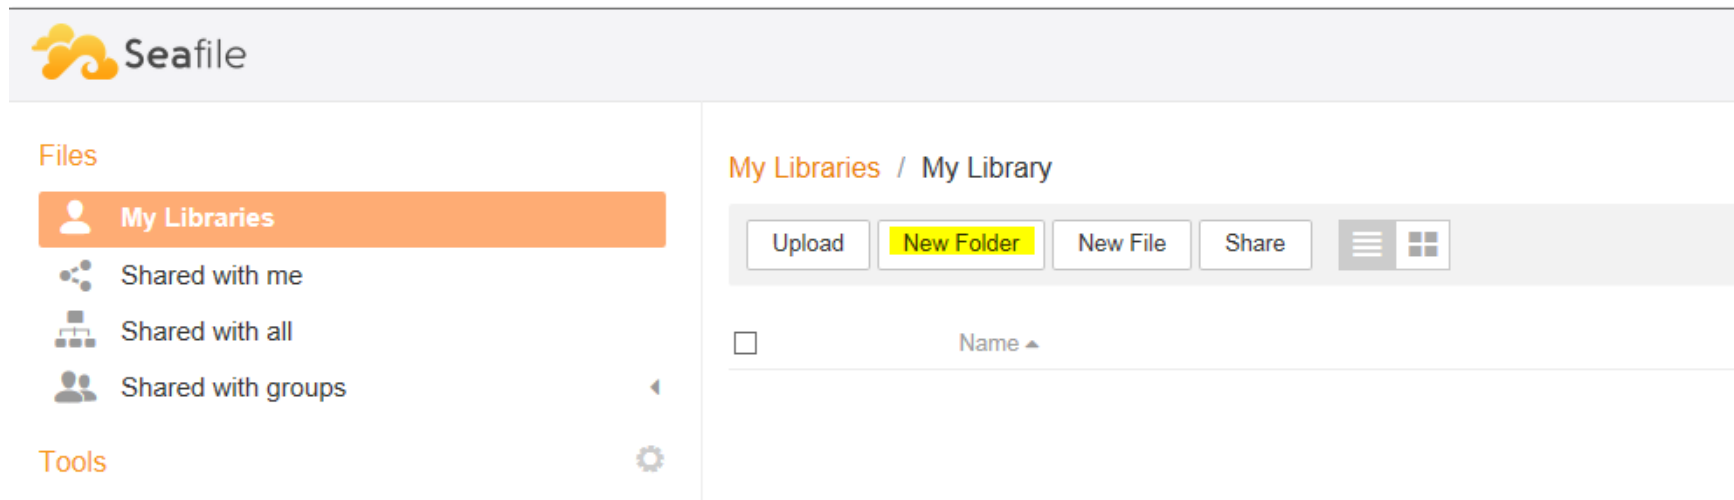 Seafile
Files
My Libraries
Shared with me
Shared with all
Shared with groups
Tools
My Libraries / My Library
Upload New Folder New File Share
Name